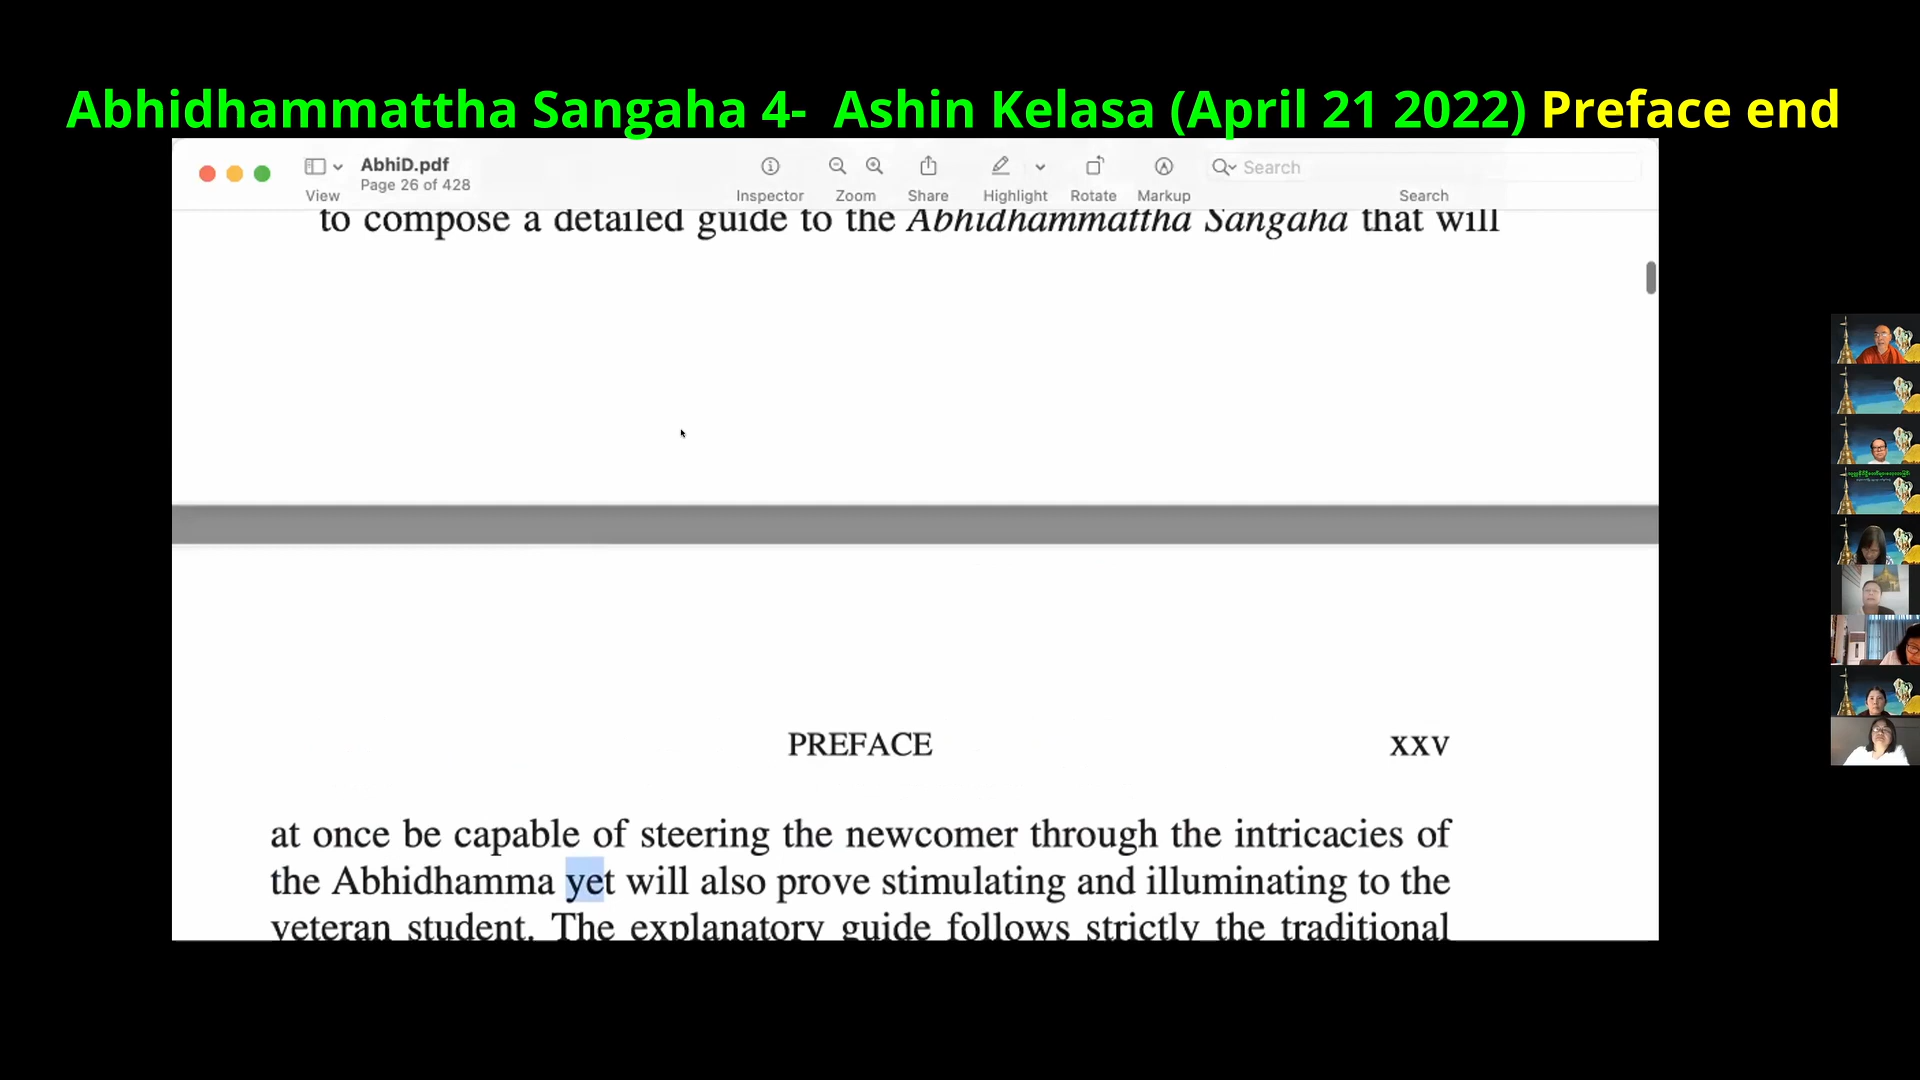 Abhidhammattha Sangaha 4- Ashin Kelasa (April 21 2022) Preface end
AbhiD.pdf
Page 26 of 428
View
Inspector
Zoom
Share
Highlight
Rotate
Markup
Search
Search
to compose a detailed guide to the Abhidhammattha Sangaha that will
PREFACE xxv
at once be capable of steering the newcomer through the intricacies of
the Abhidhamma yet will also prove stimulating and illuminating to the
veteran student. The explanatory guide follows strictly the traditional